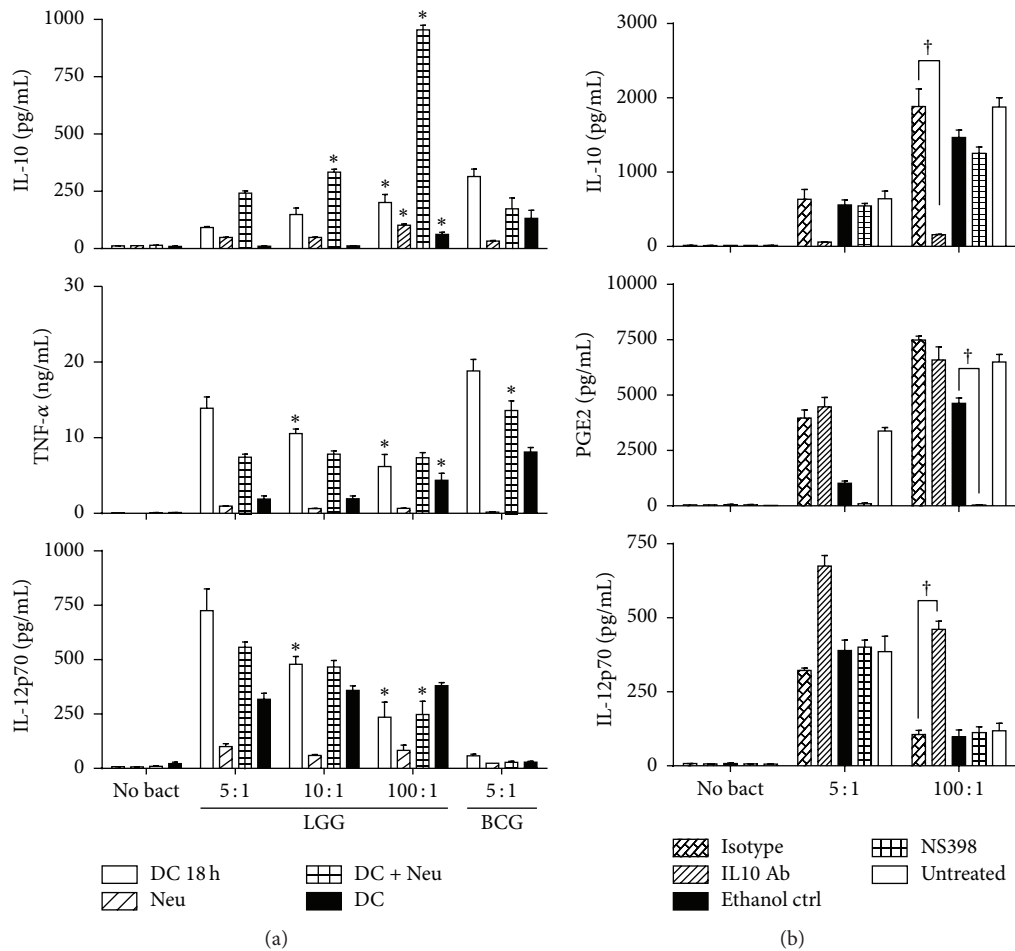 1000
750
500
250
0
IL-10 (pg/mL)
* * * * * *
30
20
10
0
TNF-α (ng/mL)
* * * *
1000
750
500
250
0
IL-12p70 (pg/mL)
* * *
No bact 5 : 1 10 : 1 100 : 1 5 : 1
LGG BCG
DC 18 h DC + Neu
Neu DC
(a)
3000
2000
1000
0
IL-10 (pg/mL)
†
10000
7500
5000
2500
0
PGE2 (pg/mL)
†
750
500
250
0
IL-12p70 (pg/mL)
†
No bact 5 : 1 100 : 1
Isotype NS398
IL10 Ab Untreated
Ethanol ctrl
(b)